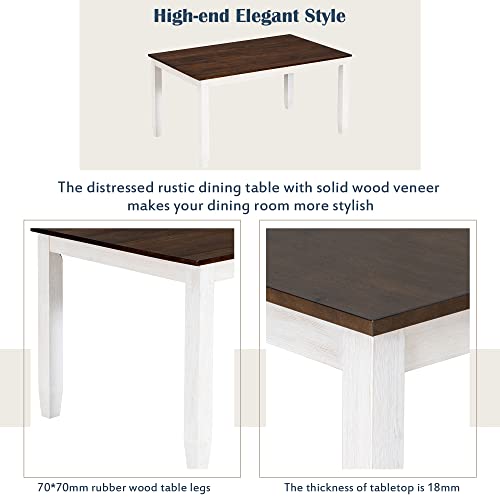 High-end Elegant Style
The distressed rustic dining table with solid wood veneer
makes your dining room more stylish
70*70mm rubber wood table legs
The thickness of tabletop is 18mm